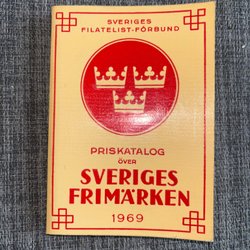 SVERIGES
FILATELIST-FÖRBUND
PRISKATALOG
ÖVER
SVERIGES
FRIMÄRKEN
1969